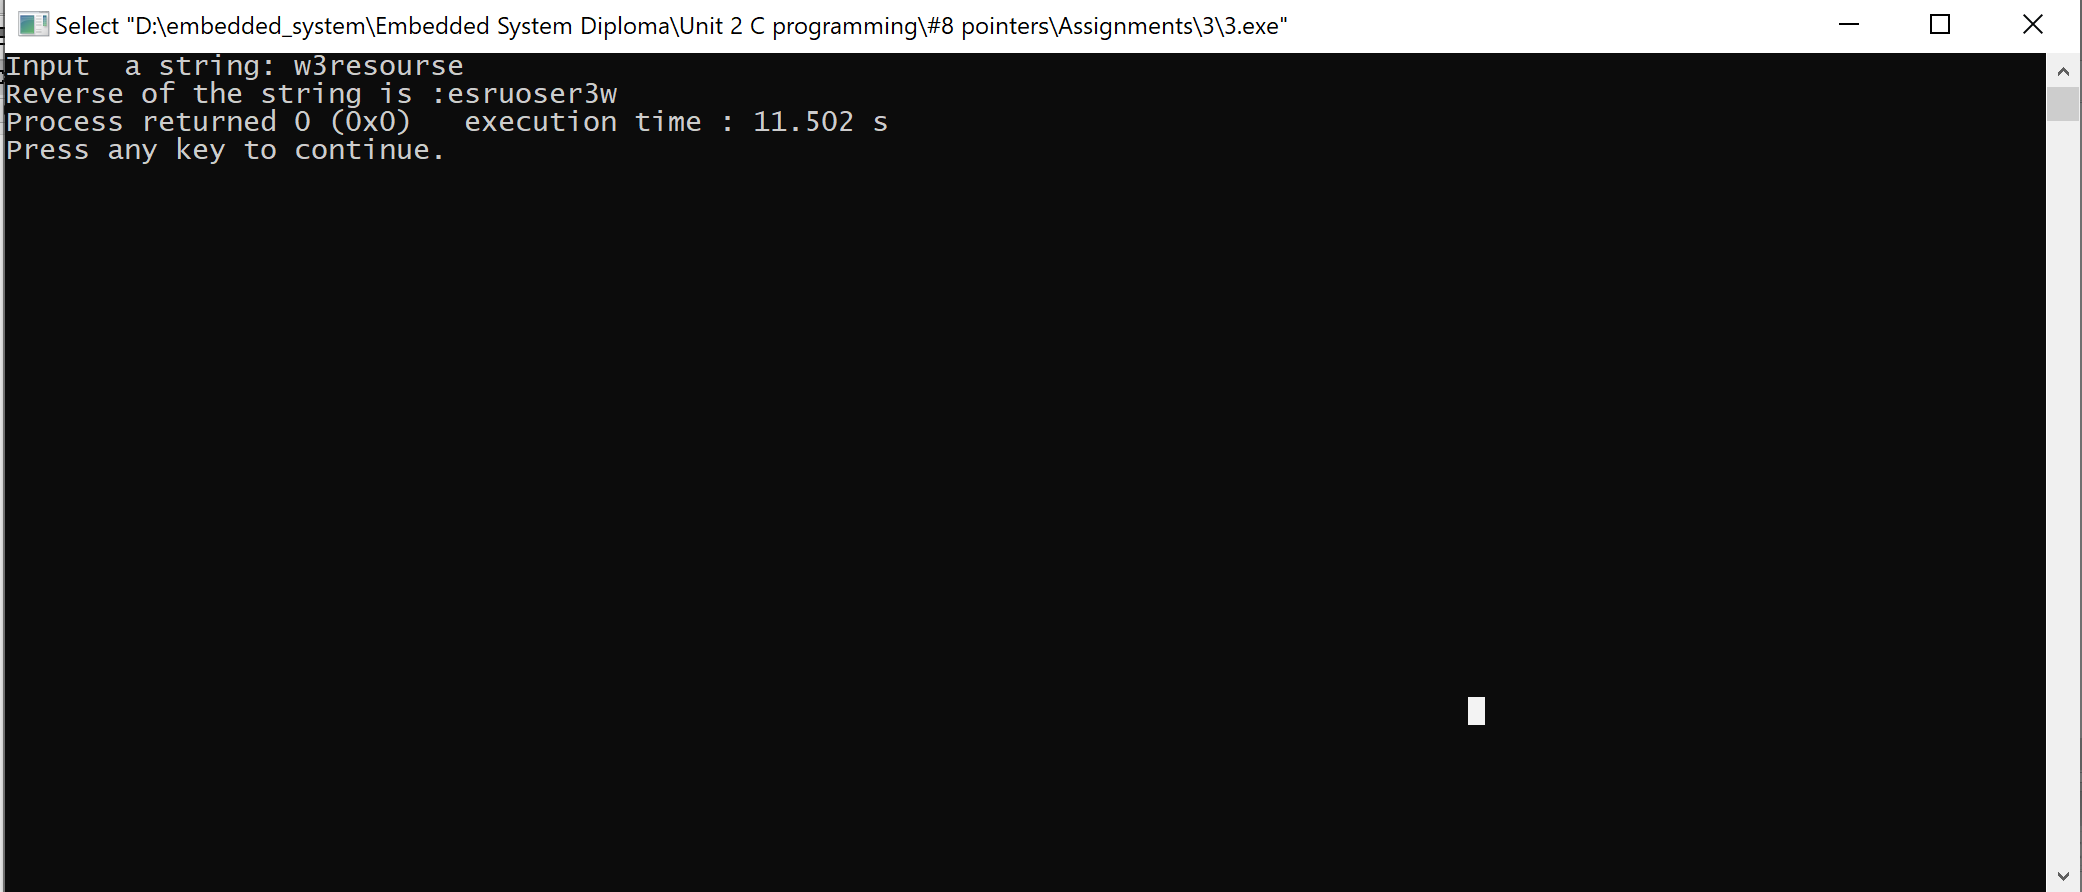 Select "D:\embedded_system\Embedded System Diploma\Unit 2 C programming\#8 pointers\Assignments\3\3.exe"
Input  a string: w3resourse
Reverse of the string is :esruoser3w
Process returned 0 (0x0)   execution time : 11.502 s
Press any key to continue.